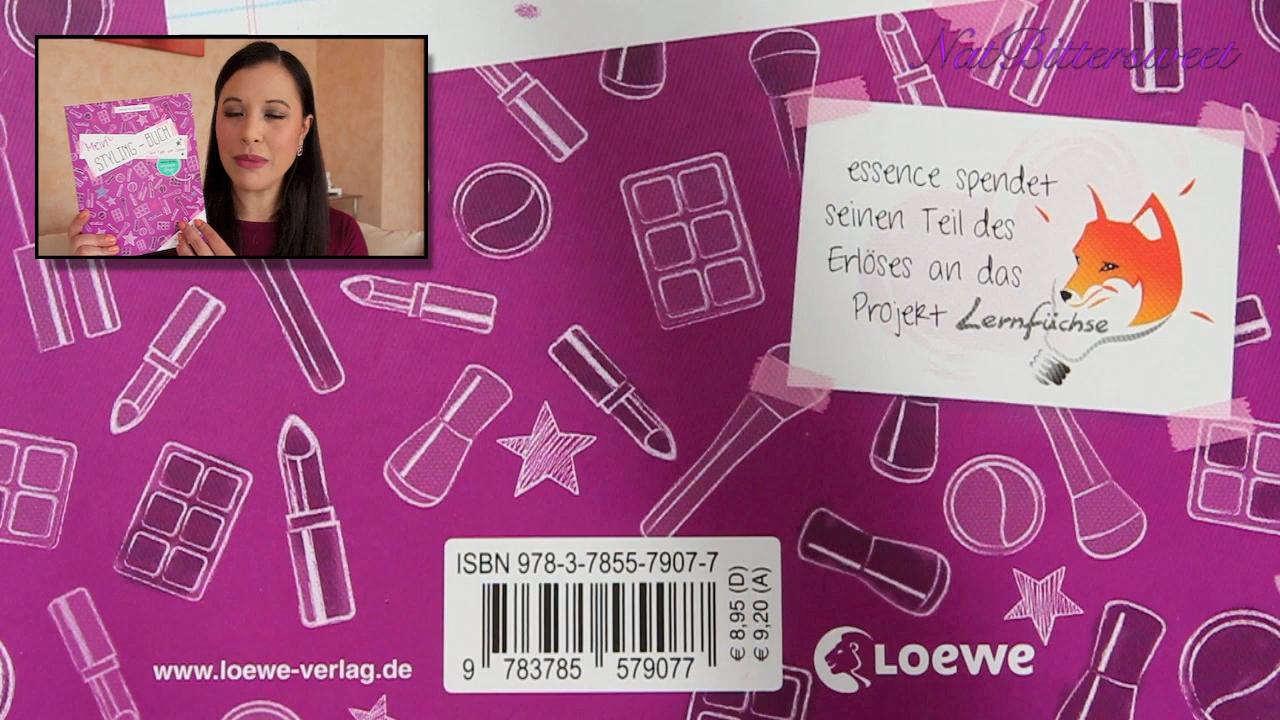 NatBittersweet
Mein
STYLING-BUCH
essence spendet
seinen Teil des
Erlöses an das
Projekt Lernfüchse
ISBN 978-3-7855-7907-7
9 783785 579077
€ 8,95 (D)
€ 9,20 (A)
www.loewe-verlag.de
LOEWE